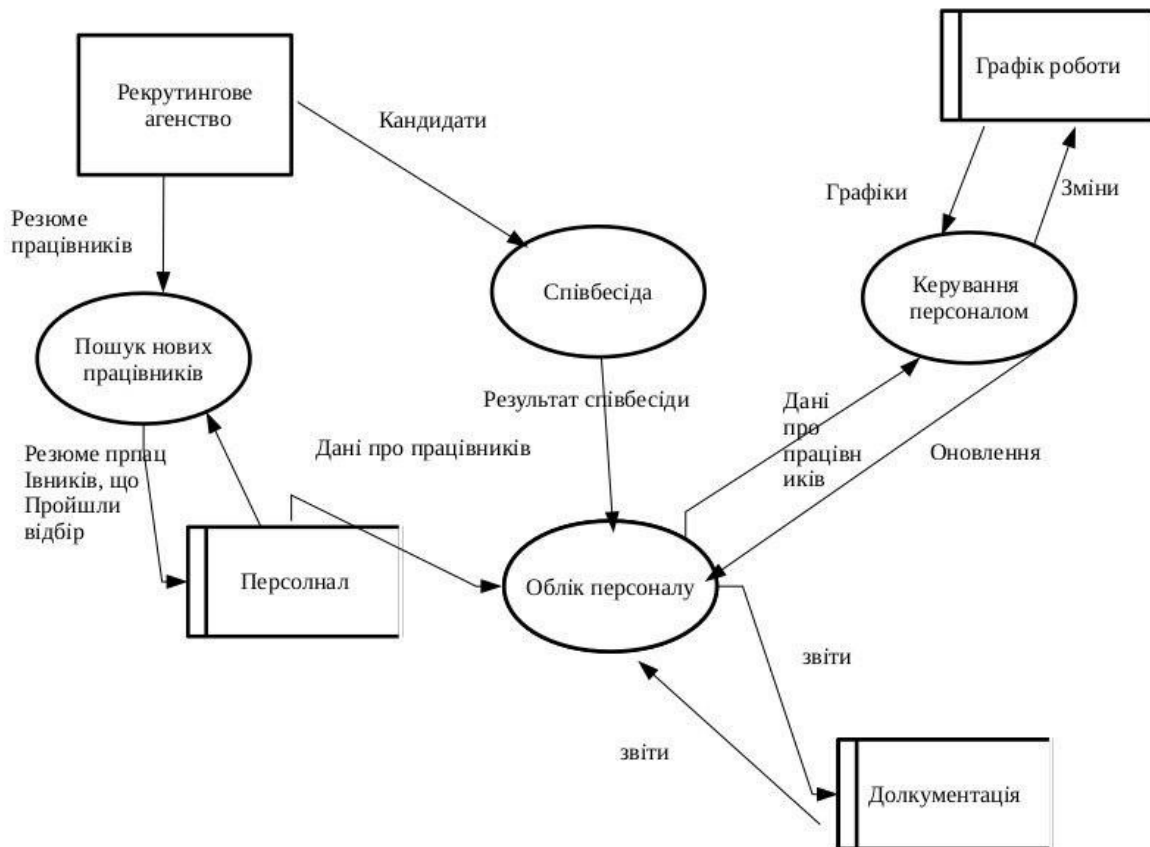 Графік роботи
Рекрутингове
агенство
Кандидати
Графіки
Зміни
Резюме
працівників
Співбесіда
Керування
персоналом
Пошук нових
працівників
Результат співбесіди
Дані
про
працівн
иків
Оновлення
Резюме прпац
Івників, що
Пройшли
відбір
Дані про працівників
Персолнал
Облік персоналу
звіти
звіти
Долкументація